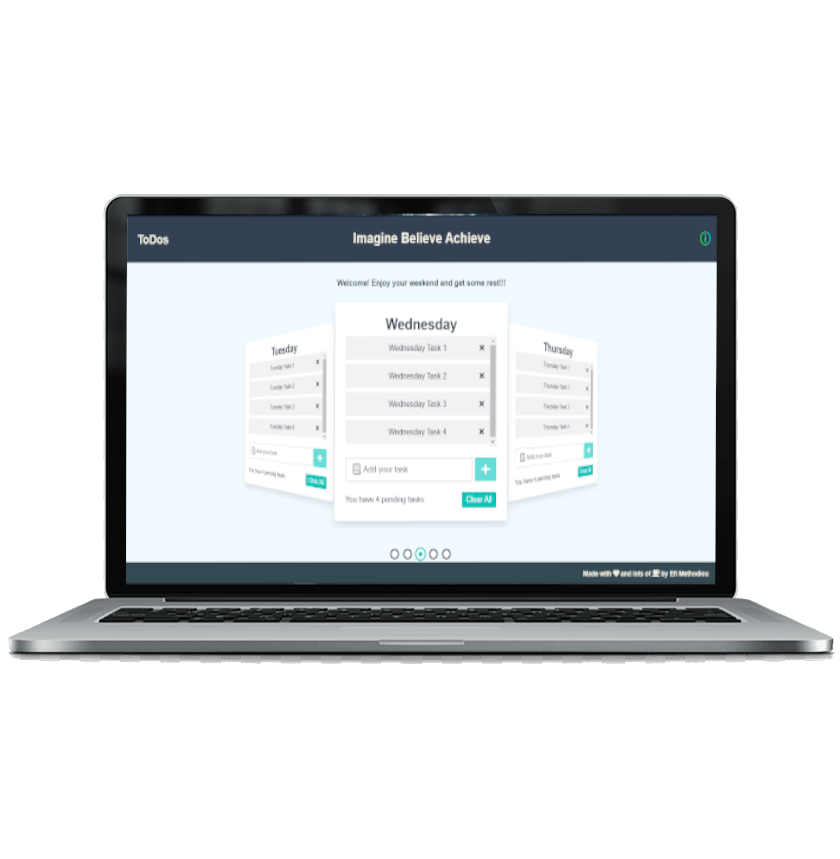 ToDos
Imagine Believe Achieve
Welcome! Enjoy your weekend and get some rest!!!
Tuesday
Tuesday Task 1
Tuesday Task 2
Tuesday Task 3
Tuesday Task 4
Add your task
+
You have 4 pending tasks
Clear All
Wednesday
Wednesday Task 1
Wednesday Task 2
Wednesday Task 3
Wednesday Task 4
Add your task
+
You have 4 pending tasks
Clear All
Thursday
Thursday Task 1
Thursday Task 2
Thursday Task 3
Thursday Task 4
Add your task
+
You have 4 pending tasks
Clear All
Made with ♥ and lots of by Efi Methodiou